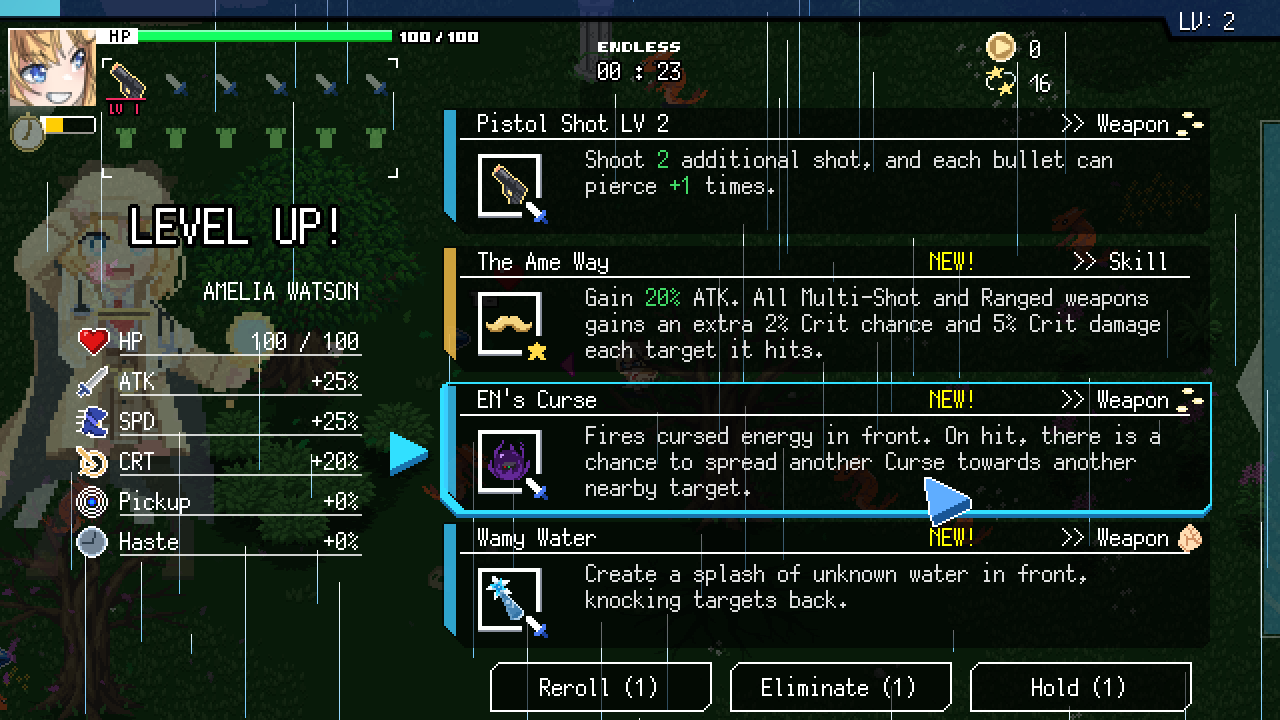 LV: 2
HP 100 / 100
ENDLESS
00 : 23
0
16
LV 1
LEVEL UP!
AMELIA WATSON
HP 100 / 100
ATK +25%
SPD +25%
CRT +20%
Pickup +0%
Haste +0%
Pistol Shot LV 2 >> Weapon
Shoot 2 additional shot, and each bullet can
pierce +1 times.
The Ame Way NEW! >> Skill
Gain 20% ATK. All Multi-Shot and Ranged weapons
gains an extra 2% Crit chance and 5% Crit damage
each target it hits.
EN's Curse NEW! >> Weapon
Fires cursed energy in front. On hit, there is a
chance to spread another Curse towards another
nearby target.
Wamy Water NEW! >> Weapon
Create a splash of unknown water in front,
knocking targets back.
Reroll (1) Eliminate (1) Hold (1)